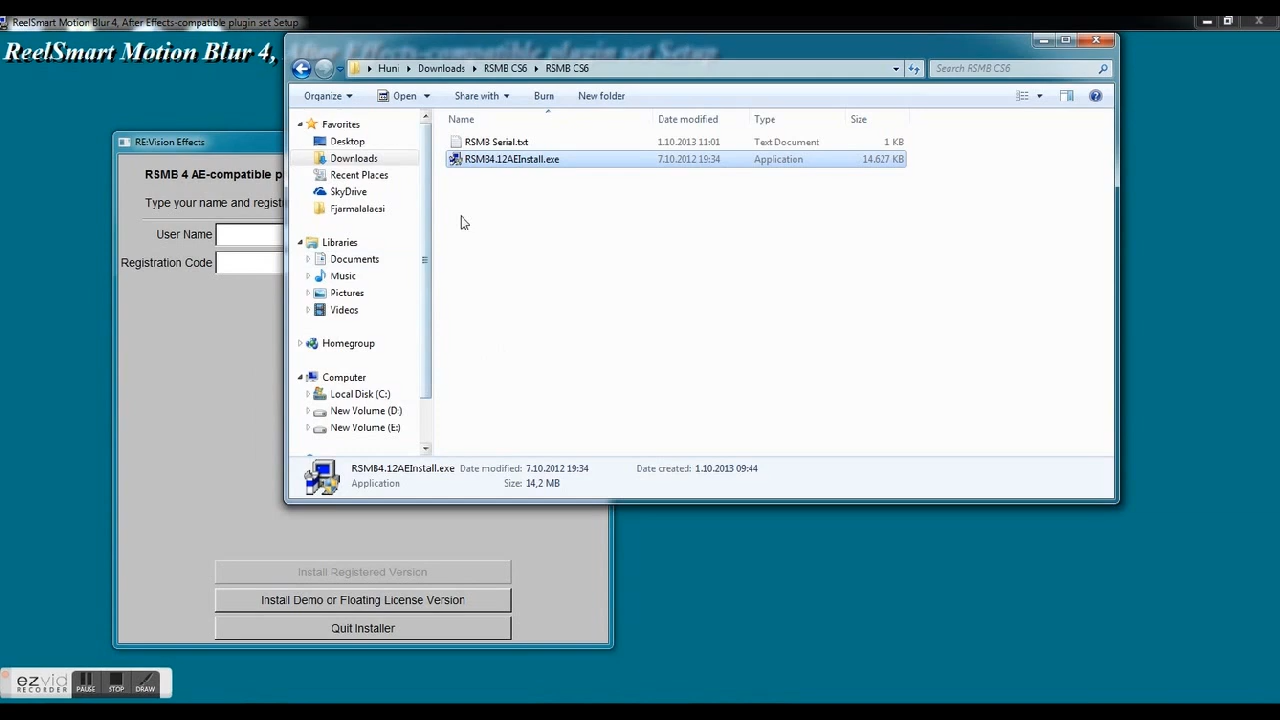 ReelSmart Motion Blur 4, After Effects-compatible plugin set Setup
ReelSmart Motion Blur 4,
Huni ▸ Downloads ▸ RSMB CS6 ▸ RSMB CS6
Search RSMB CS6
Organize Open Share with Burn New folder
Name Date modified Type Size
RSMB Serial.txt 1.10.2013 11:01 Text Document 1 KB
RSMB4.12AEInstall.exe 7.10.2012 19:34 Application 14.627 KB
Favorites
Desktop
Downloads
Recent Places
SkyDrive
Fjarmalalaesi
Libraries
Documents
Music
Pictures
Videos
Homegroup
Computer
Local Disk (C:)
New Volume (D:)
New Volume (E:)
RSMB4.12AEInstall.exe Date modified: 7.10.2012 19:34 Date created: 1.10.2013 09:44
Application Size: 14,2 MB
RE:Vision Effects
RSMB 4 AE-compatible p
Type your name and regist
User Name
Registration Code
Install Registered Version
Install Demo or Floating License Version
Quit Installer
ezvid
RECORDER
PAUSE STOP DRAW